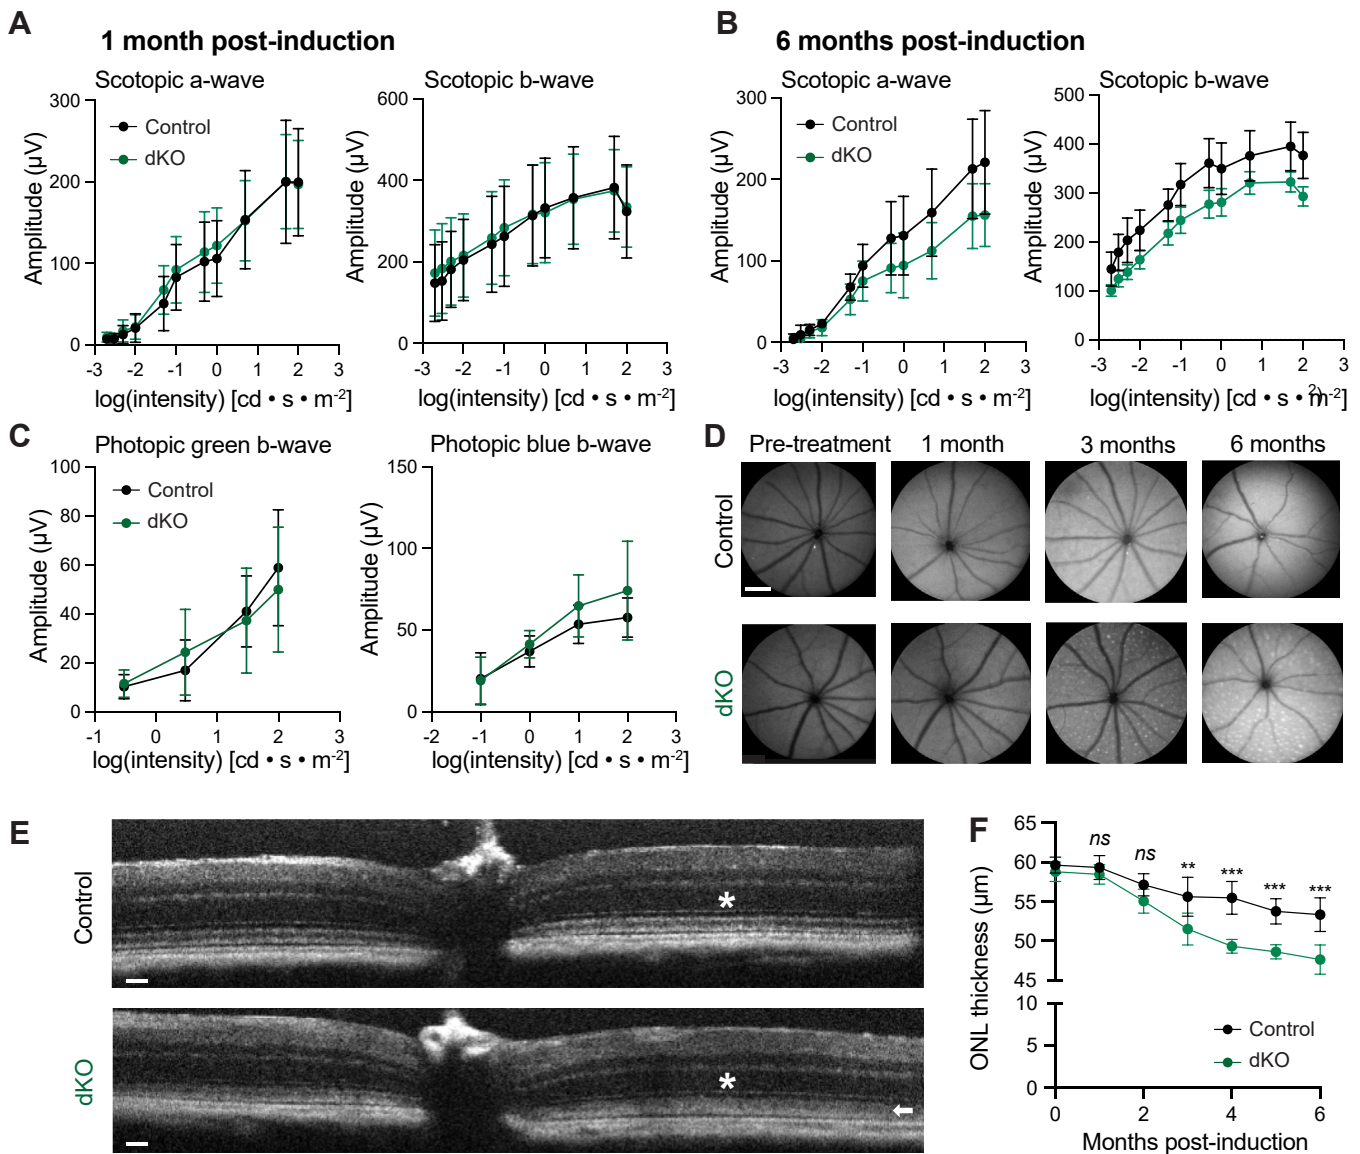 A
1 month post-induction
Scotopic a-wave
Scotopic b-wave
300
200
100
0
Amplitude (µV)
Control
dKO
-3 -2 -1 0 1 2 3
log(intensity) [cd • s • m-2]
600
400
200
0
Amplitude (µV)
-3 -2 -1 0 1 2 3
log(intensity) [cd • s • m-2]
B
6 months post-induction
Scotopic a-wave
Scotopic b-wave
300
200
100
0
Amplitude (µV)
Control
dKO
-3 -2 -1 0 1 2 3
log(intensity) [cd • s • m-2]
500
400
300
200
100
0
Amplitude (µV)
-3 -2 -1 0 1 2 3
log(intensity) [cd • s • m-2]
C
Photopic green b-wave
Photopic blue b-wave
100
80
60
40
20
0
Amplitude (µV)
Control
dKO
-1 0 1 2 3
log(intensity) [cd • s • m-2]
150
100
50
0
Amplitude (µV)
-2 -1 0 1 2 3
log(intensity) [cd • s • m-2]
D
Pre-treatment 1 month 3 months 6 months
Control
dKO
E
Control
*
dKO
*
F
65
60
55
50
45
10
5
0
ONL thickness (µm)
ns ns ** *** *** ***
Control
dKO
0 2 4 6
Months post-induction